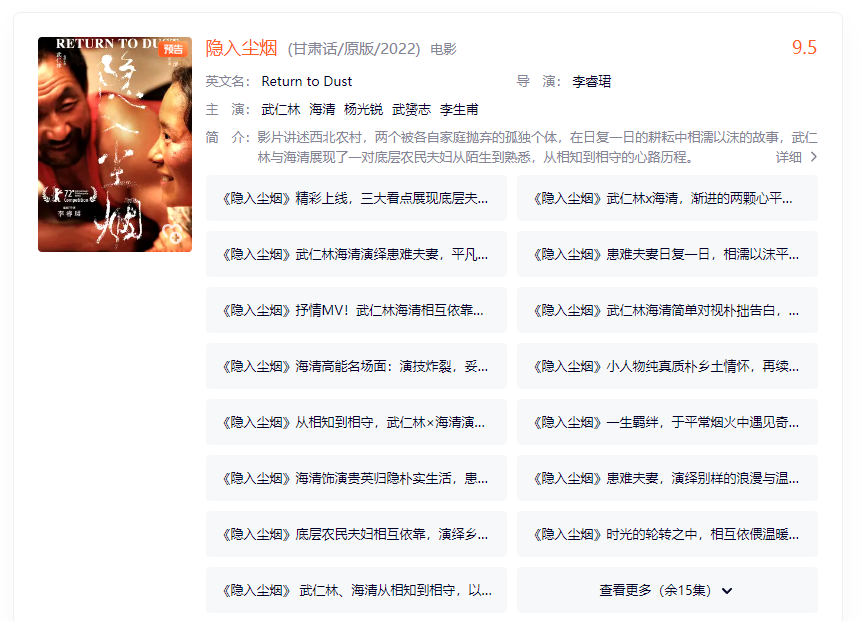 RETURN TO DUST
预告
武仁林
海清
隐入尘烟
72
Competition
李睿珺
隐入尘烟 (甘肃话/原版/2022) 电影
9.5
英文名: Return to Dust
导 演: 李睿珺
主 演: 武仁林 海清 杨光锐 武赟志 李生甫
简 介: 影片讲述西北农村，两个被各自家庭抛弃的孤独个体，在日复一日的耕耘中相濡以沫的故事，武仁
林与海清展现了一对底层农民夫妇从陌生到熟悉，从相知到相守的心路历程。
详细 >
《隐入尘烟》精彩上线，三大看点展现底层夫...
《隐入尘烟》武仁林x海清，渐进的两颗心平...
《隐入尘烟》武仁林海清演绎患难夫妻，平凡...
《隐入尘烟》患难夫妻日复一日，相濡以沫平...
《隐入尘烟》抒情MV！武仁林海清相互依靠...
《隐入尘烟》武仁林海清简单对视朴拙告白，...
《隐入尘烟》海清高能名场面：演技炸裂，妥...
《隐入尘烟》小人物纯真质朴乡土情怀，再续...
《隐入尘烟》从相知到相守，武仁林×海清演...
《隐入尘烟》一生羁绊，于平常烟火中遇见奇...
《隐入尘烟》海清饰演贵英归隐朴实生活，患...
《隐入尘烟》患难夫妻，演绎别样的浪漫与温...
《隐入尘烟》底层农民夫妇相互依靠，演绎乡...
《隐入尘烟》时光的轮转之中，相互依偎温暖...
《隐入尘烟》 武仁林、海清从相知到相守，以...
查看更多（余15集）